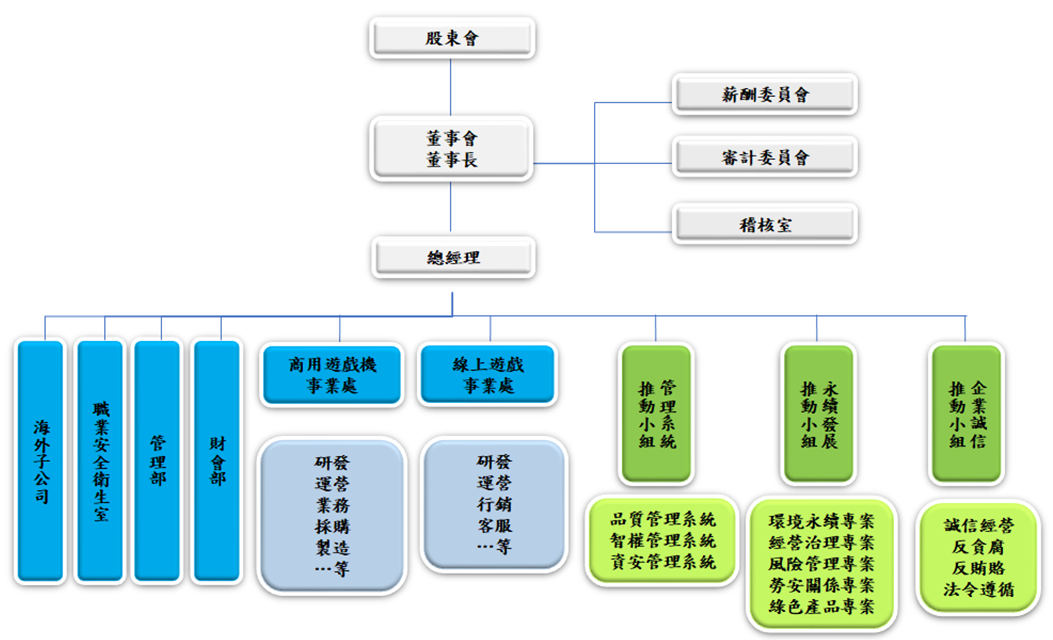 股東會
董事會
董事長
薪酬委員會
審計委員會
稽核室
總經理
海外子公司
職業安全衛生室
管理部
財會部
商用遊戲機
事業處
研發
運營
業務
採購
製造
…等
線上遊戲
事業處
研發
運營
行銷
客服
…等
管理系統
推動小組
品質管理系統
智權管理系統
資安管理系統
永續發展
推動小組
環境永續專案
經營治理專案
風險管理專案
勞安關係專案
綠色產品專案
企業誠信
推動小組
誠信經營
反貪腐
反賄賂
法令遵循